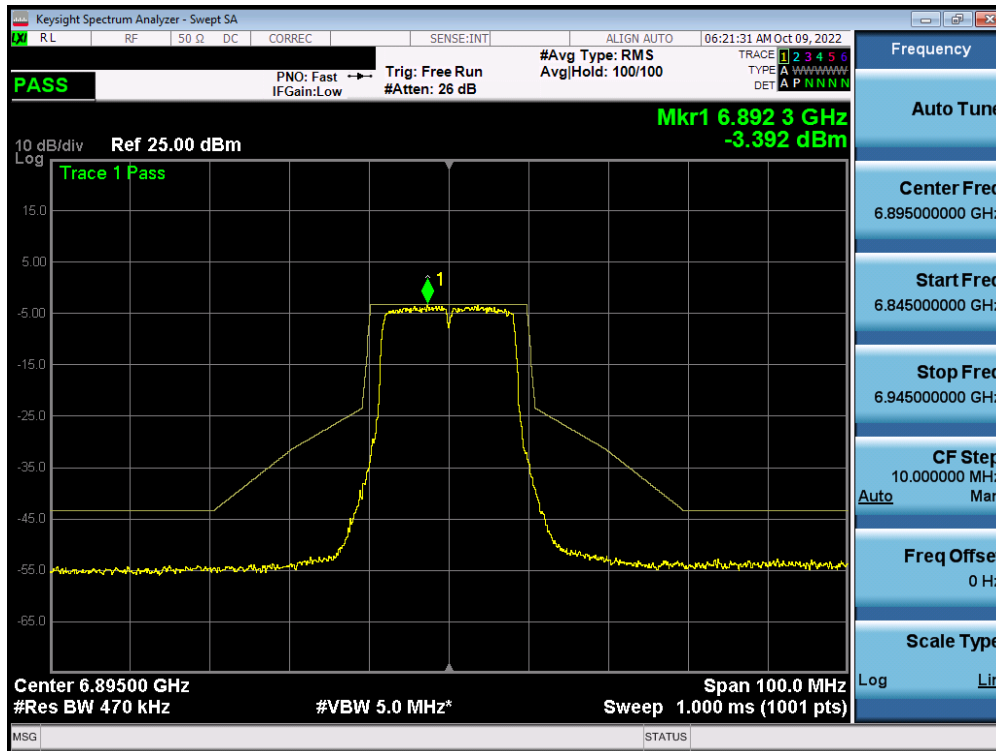 Keysight Spectrum Analyzer - Swept SA
LXI RL RF 50 Ω DC CORREC SENSE:INT ALIGN AUTO 06:21:31 AM Oct 09, 2022
#Avg Type: RMS TRACE 1 2 3 4 5 6
PNO: Fast Trig: Free Run Avg|Hold: 100/100 TYPE A WWWWW
PASS IFGain:Low #Atten: 26 dB DET A P N N N N
Mkr1 6.892 3 GHz
-3.392 dBm
10 dB/div Ref 25.00 dBm
Log
Trace 1 Pass
15.0
1
5.00
-5.00
-15.0
-25.0
-35.0
-45.0
-55.0
-65.0
Center 6.89500 GHz Span 100.0 MHz
#Res BW 470 kHz #VBW 5.0 MHz* Sweep 1.000 ms (1001 pts)
MSG STATUS
Frequency
Auto Tune
Center Freq
6.895000000 GHz
Start Freq
6.845000000 GHz
Stop Freq
6.945000000 GHz
CF Step
10.000000 MHz
Auto Man
Freq Offset
0 Hz
Scale Type
Log Lin